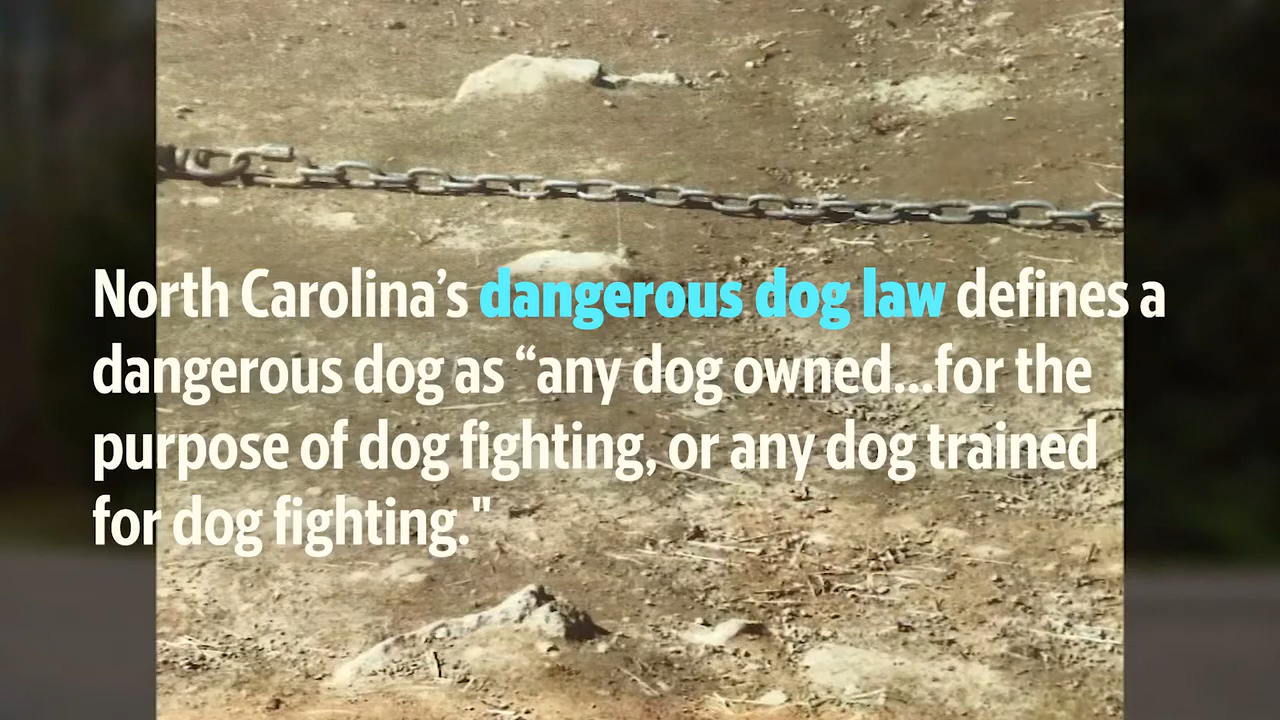 North Carolina’s dangerous dog law defines a
dangerous dog as “any dog owned...for the
purpose of dog fighting, or any dog trained
for dog fighting."